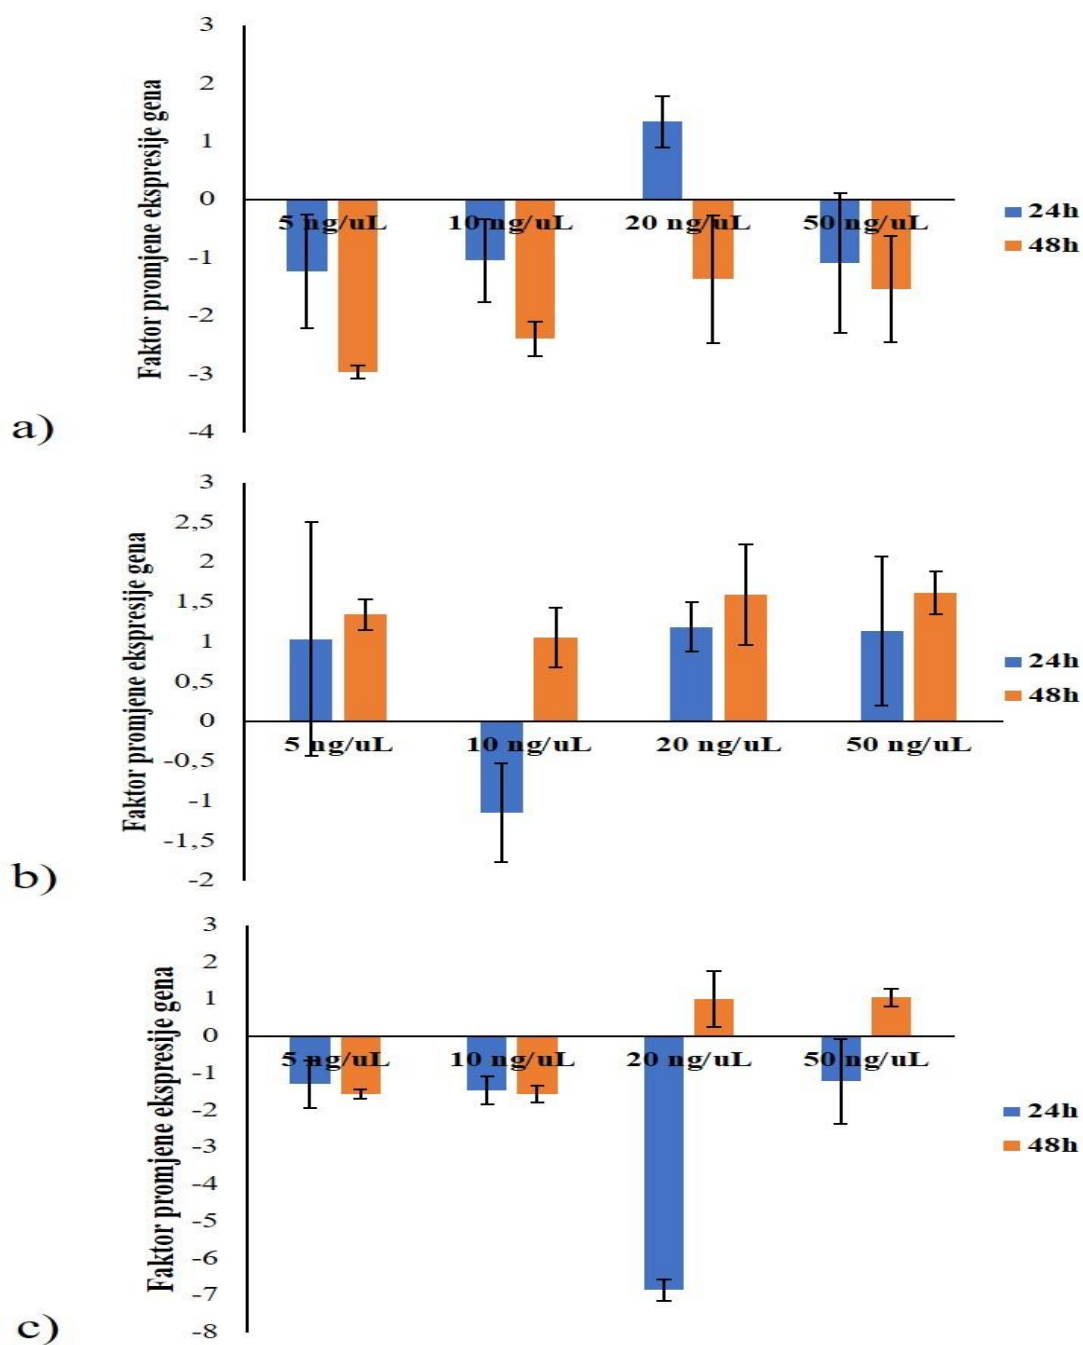 3
2
1
0
-1
-2
-3
-4
Faktor promjene ekspresije gena
5 ng/uL 10 ng/uL 20 ng/uL 50 ng/uL
24h
48h
a)
3
2,5
2
1,5
1
0,5
0
-0,5
-1
-1,5
-2
Faktor promjene ekspresije gena
5 ng/uL 10 ng/uL 20 ng/uL 50 ng/uL
24h
48h
b)
3
2
1
0
-1
-2
-3
-4
-5
-6
-7
-8
Faktor promjene ekspresije gena
5 ng/uL 10 ng/uL 20 ng/uL 50 ng/uL
24h
48h
c)